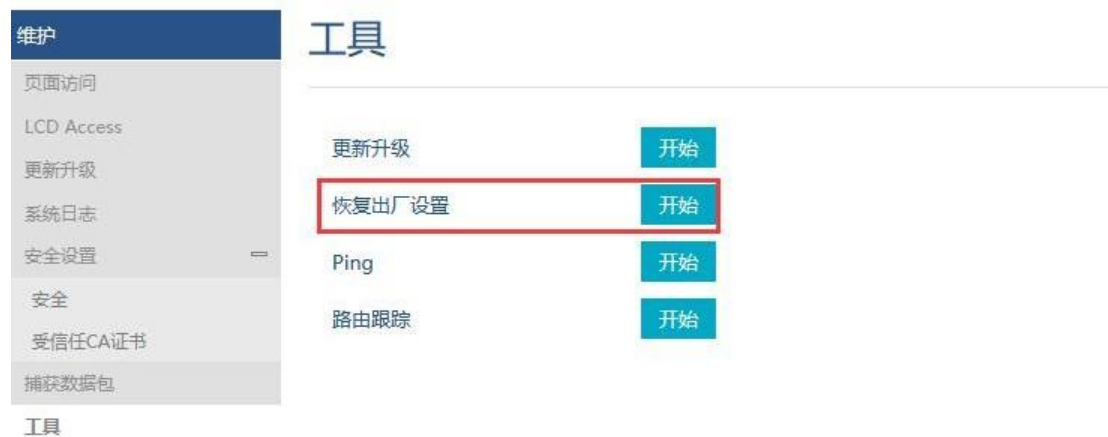 维护
页面访问
LCD Access
更新升级
系统日志
安全设置
安全
受信任CA证书
捕获数据包
工具
工具
更新升级 开始
恢复出厂设置 开始
Ping 开始
路由跟踪 开始